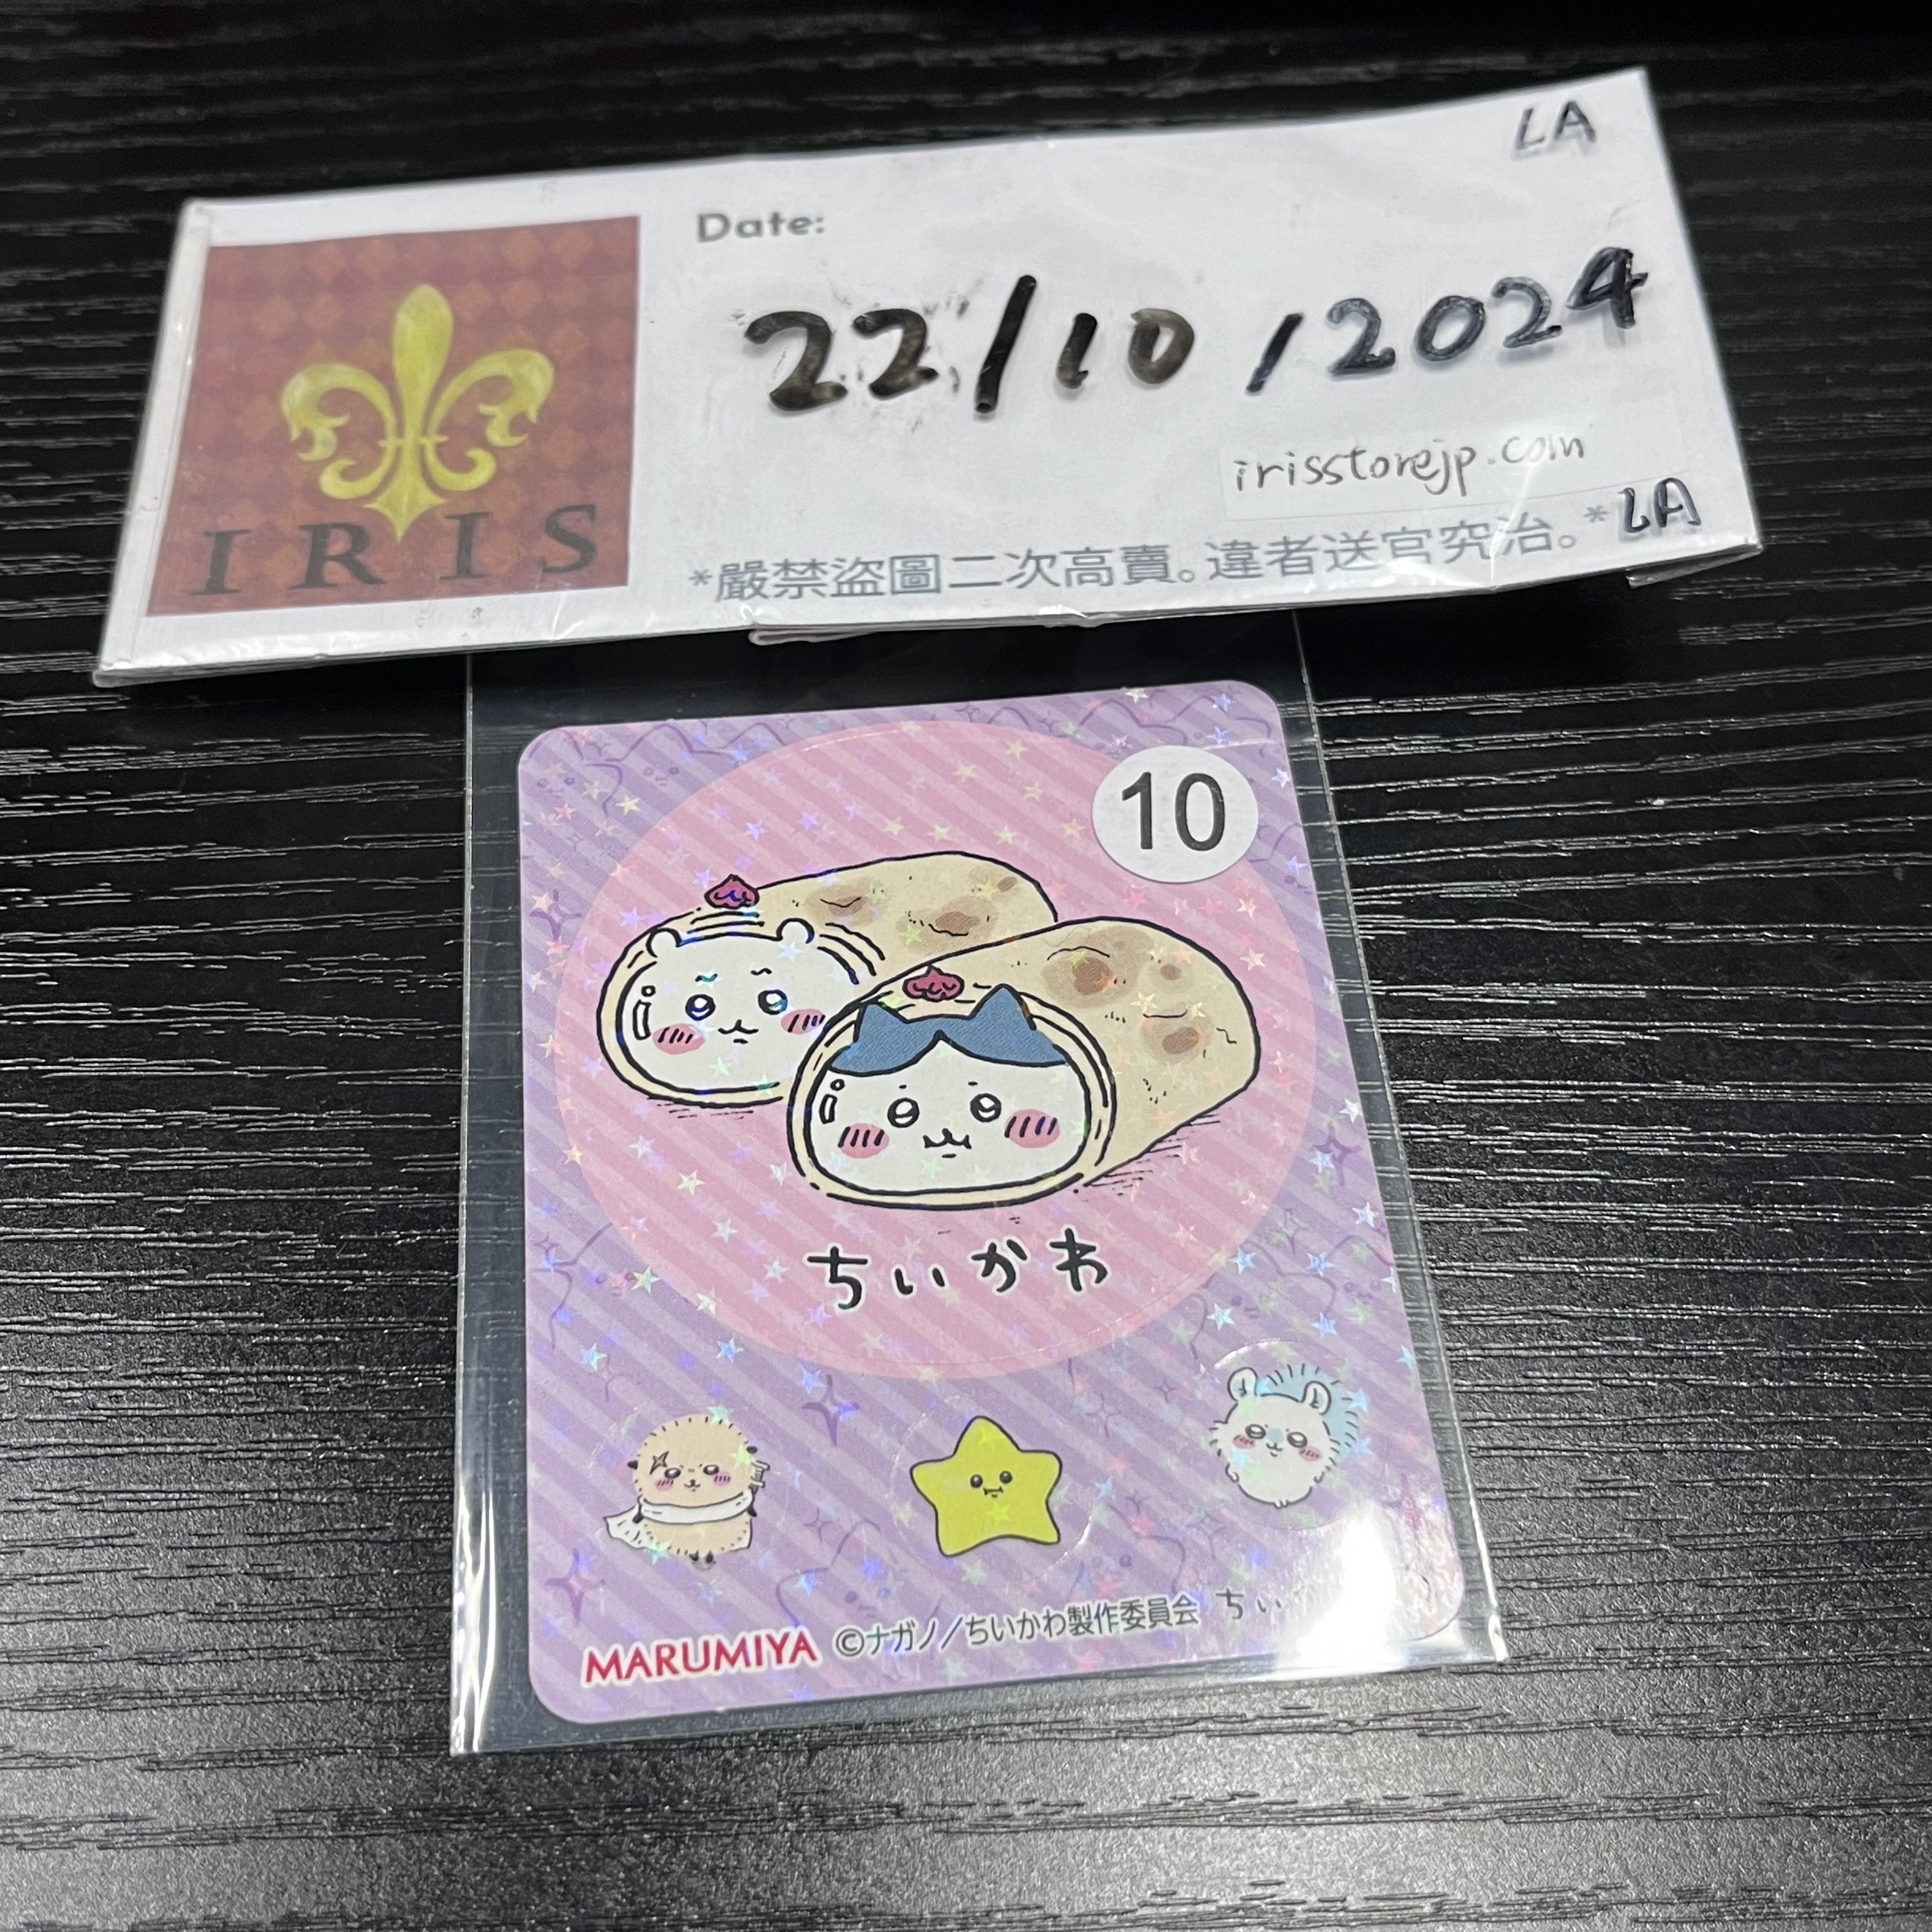 LA
Date:
22/10/2024
irisstorejp.com
*嚴禁盜圖二次高賣。違者送官究治。*LA
IRIS
10
ちいかわ
MARUMIYA ©ナガノ／ちいかわ製作委員会 ちい